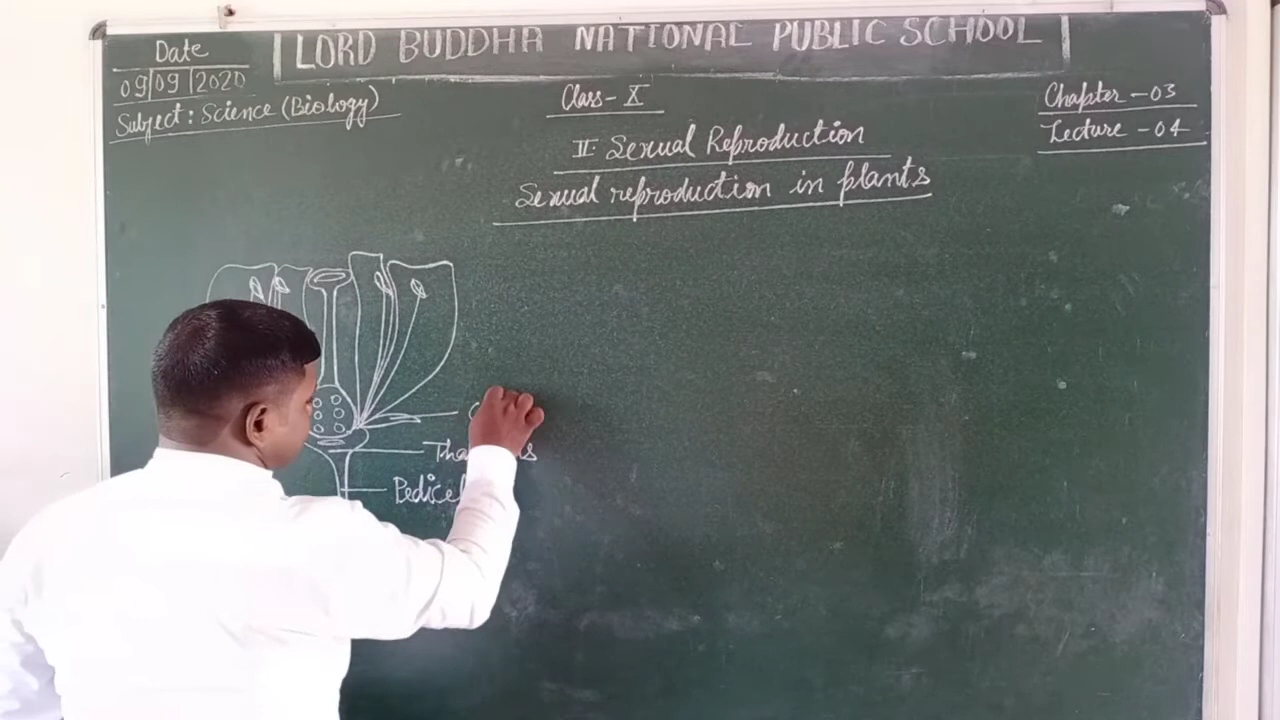 Date
LORD BUDDHA NATIONAL PUBLIC SCHOOL
09/09/2020
Subject: Science (Biology)
Class - X
Chapter - 03
Lecture - 04
II. Sexual Reproduction
Sexual reproduction in plants
Pedicel